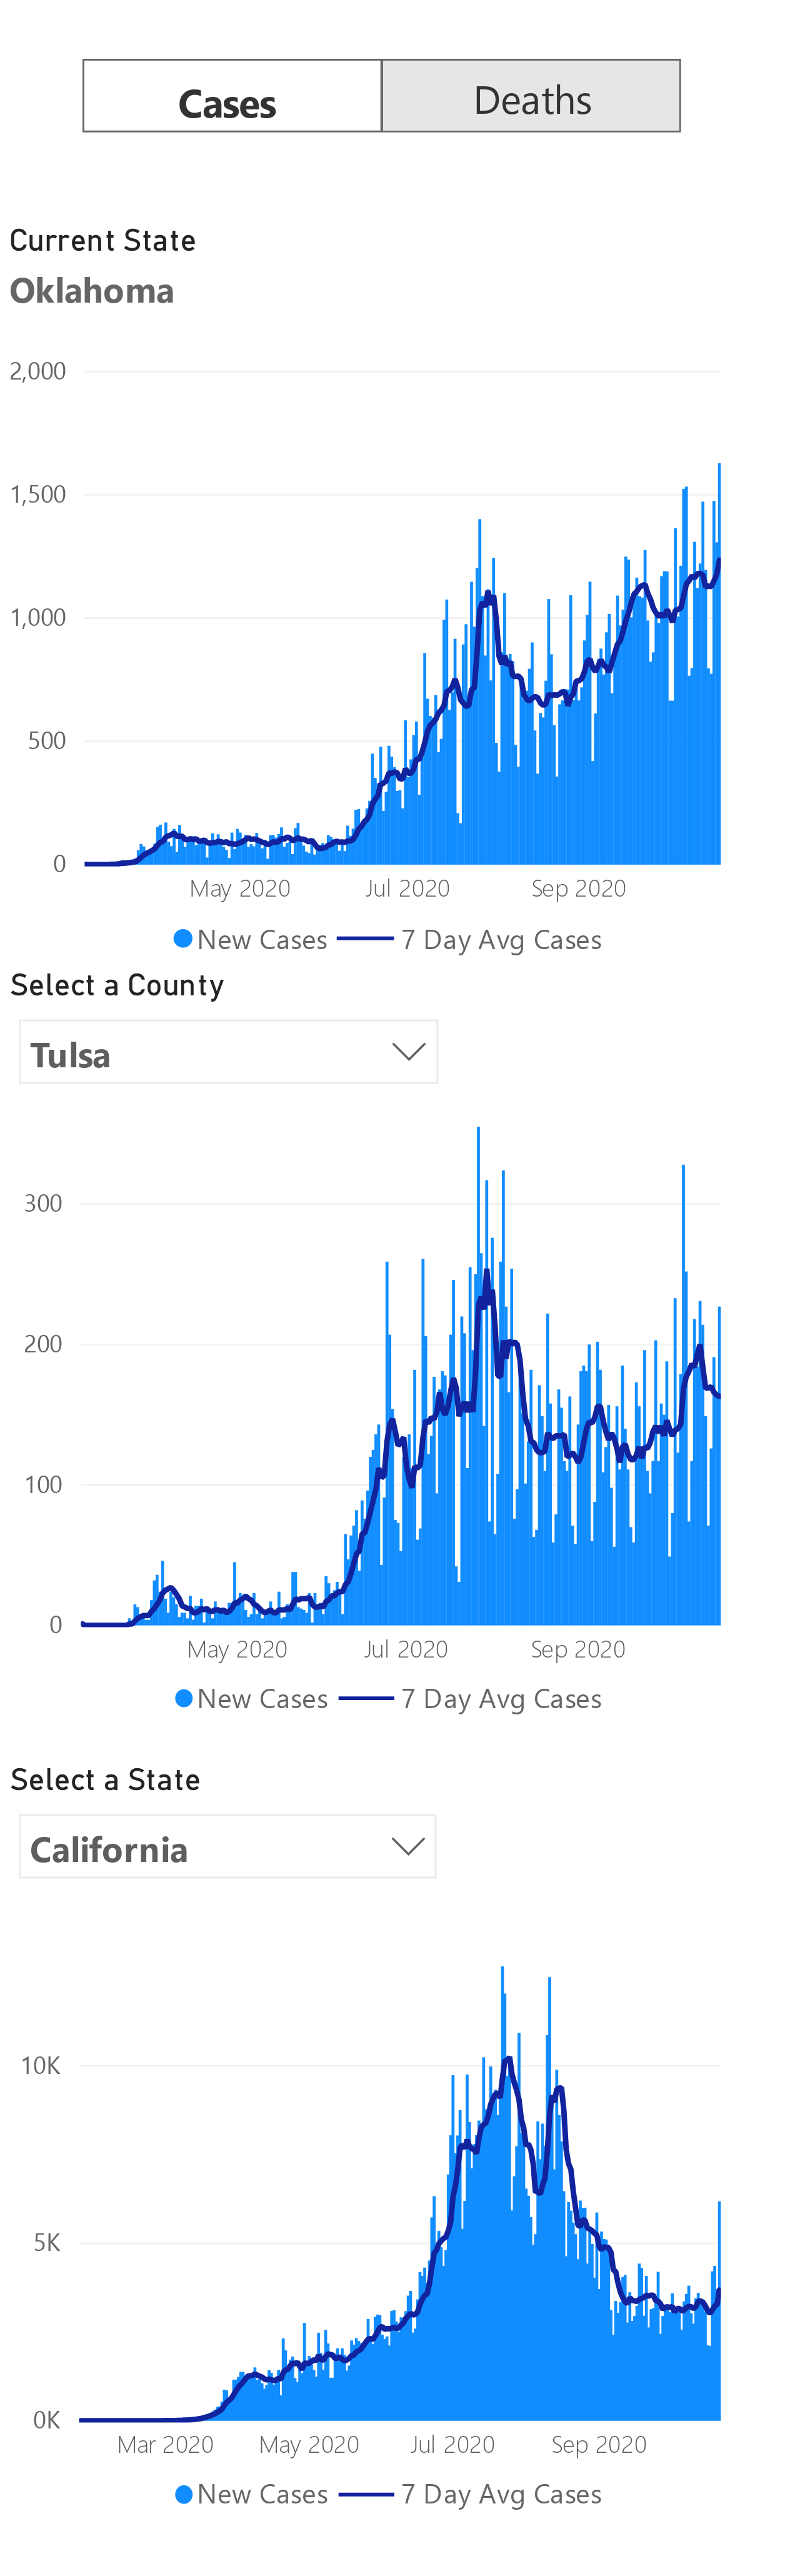 Cases Deaths
Current State
Oklahoma
2,000
1,500
1,000
500
0
May 2020 Jul 2020 Sep 2020
New Cases 7 Day Avg Cases
Select a County
Tulsa
300
200
100
0
May 2020 Jul 2020 Sep 2020
New Cases 7 Day Avg Cases
Select a State
California
10K
5K
0K
Mar 2020 May 2020 Jul 2020 Sep 2020
New Cases 7 Day Avg Cases